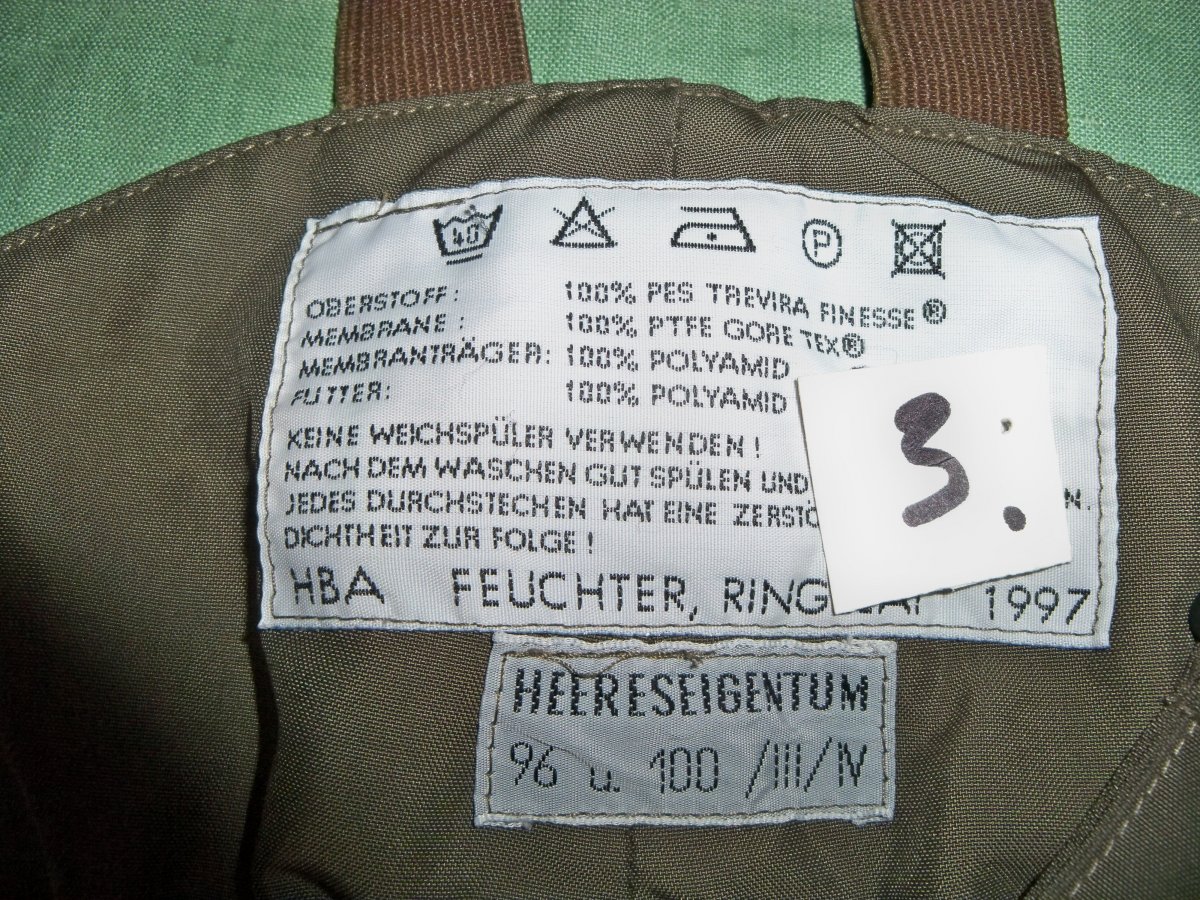 40 P
OBERSTOFF: 100% PES TREVIRA FINESSE®
MEMBRANE: 100% PTFE GORE TEX®
MEMBRANTRÄGER: 100% POLYAMID
FUTTER: 100% POLYAMID
KEINE WEICHSPÜLER VERWENDEN!
NACH DEM WASCHEN GUT SPÜLEN UND
JEDES DURCHSTECHEN HAT EINE
DICHTHEIT ZUR FOLGE!
HBA FEUCHTER, 1997
3.
HEERESEIGENTUM
96 u. 100 /III/IV